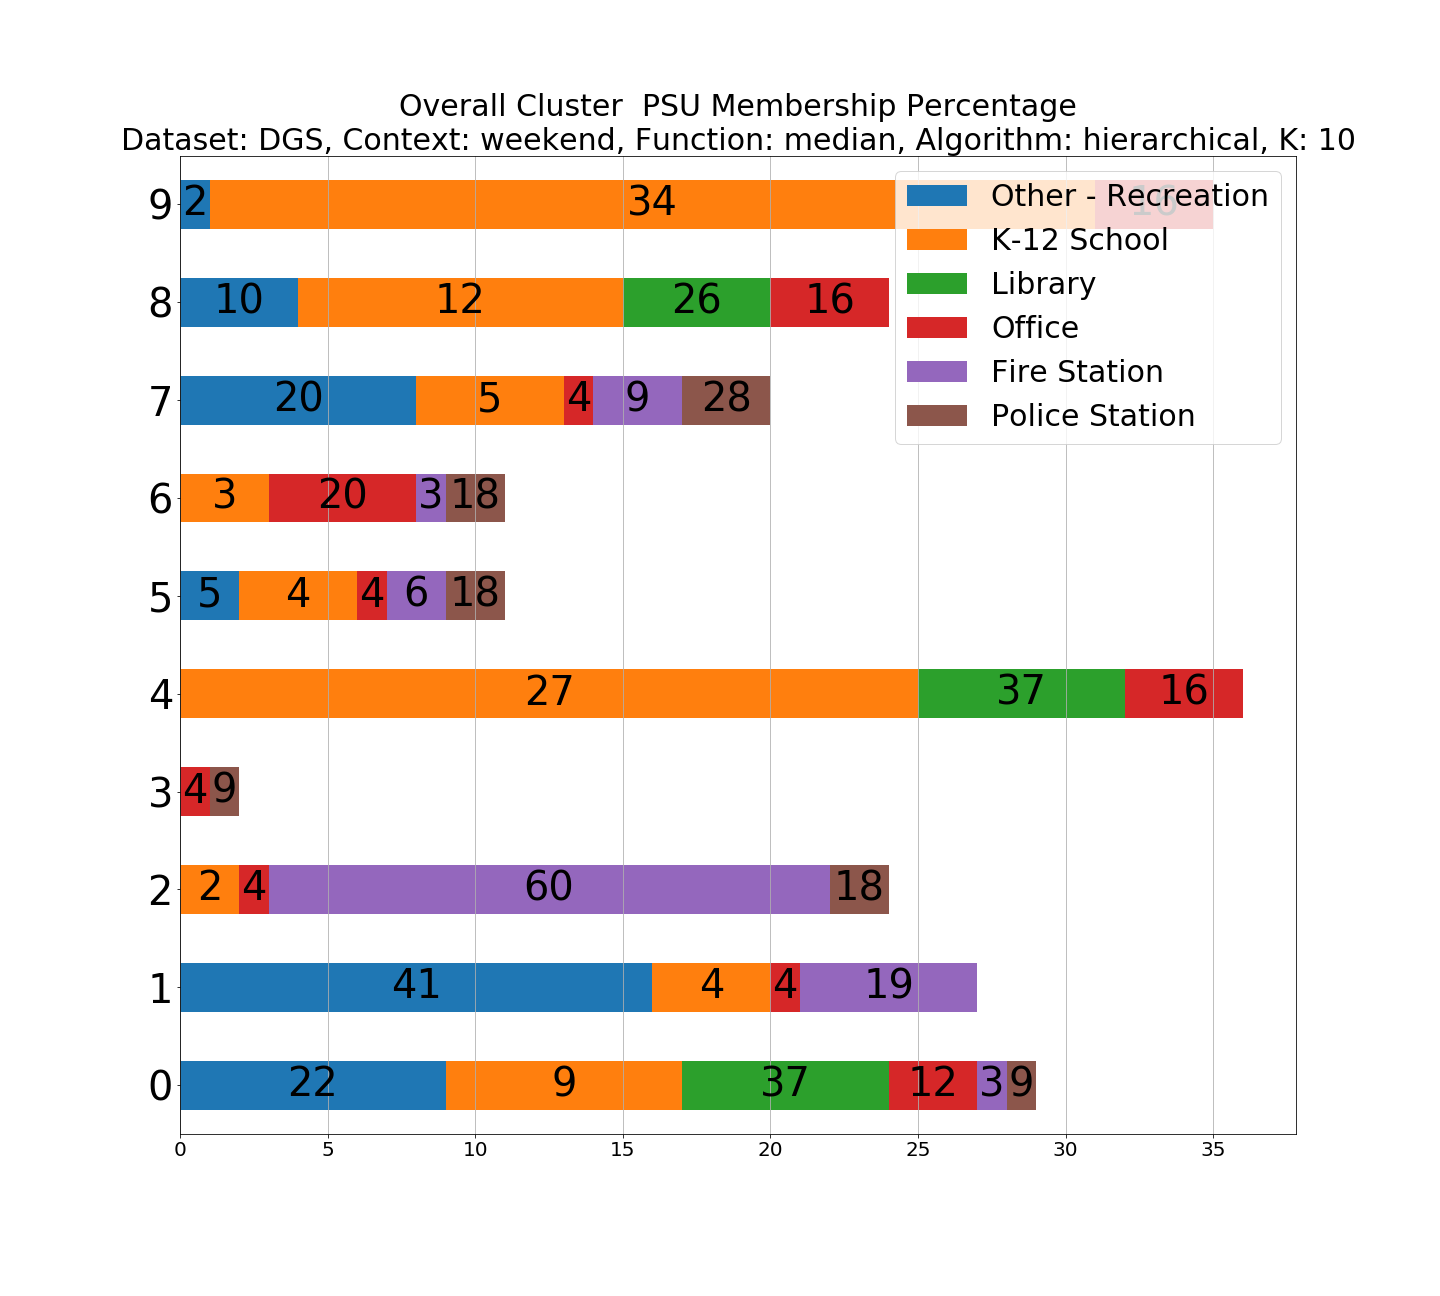 Overall Cluster  PSU Membership Percentage
Dataset: DGS, Context: weekend, Function: median, Algorithm: hierarchical, K: 10
9 2 34 16
Other - Recreation
K-12 School
Library
Office
Fire Station
Police Station
8 10 12 26 16
7 20 5 4 9 28
6 3 20 3 18
5 5 4 4 6 18
4 27 37 16
3 4 9
2 2 4 60 18
1 41 4 4 19
0 22 9 37 12 3 9
0 5 10 15 20 25 30 35